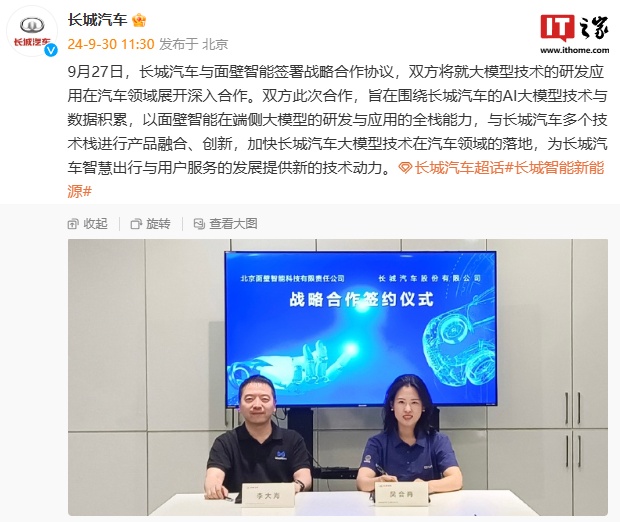 长城汽车
IT之家
www.ithome.com
长城汽车
24-9-30 11:30 发布于 北京
9月27日，长城汽车与面壁智能签署战略合作协议，双方将就大模型技术的研发应
用在汽车领域展开深入合作。双方此次合作，旨在围绕长城汽车的AI大模型技术与
数据积累，以面壁智能在端侧大模型的研发与应用的全栈能力，与长城汽车多个技
术栈进行产品融合、创新，加快长城汽车大模型技术在汽车领域的落地，为长城汽
车智慧出行与用户服务的发展提供新的技术动力。长城汽车超话#长城智能新能
源#
收起 旋转 查看大图
北京面壁智能科技有限责任公司 长城汽车股份有限公司
战略合作签约仪式
李大海